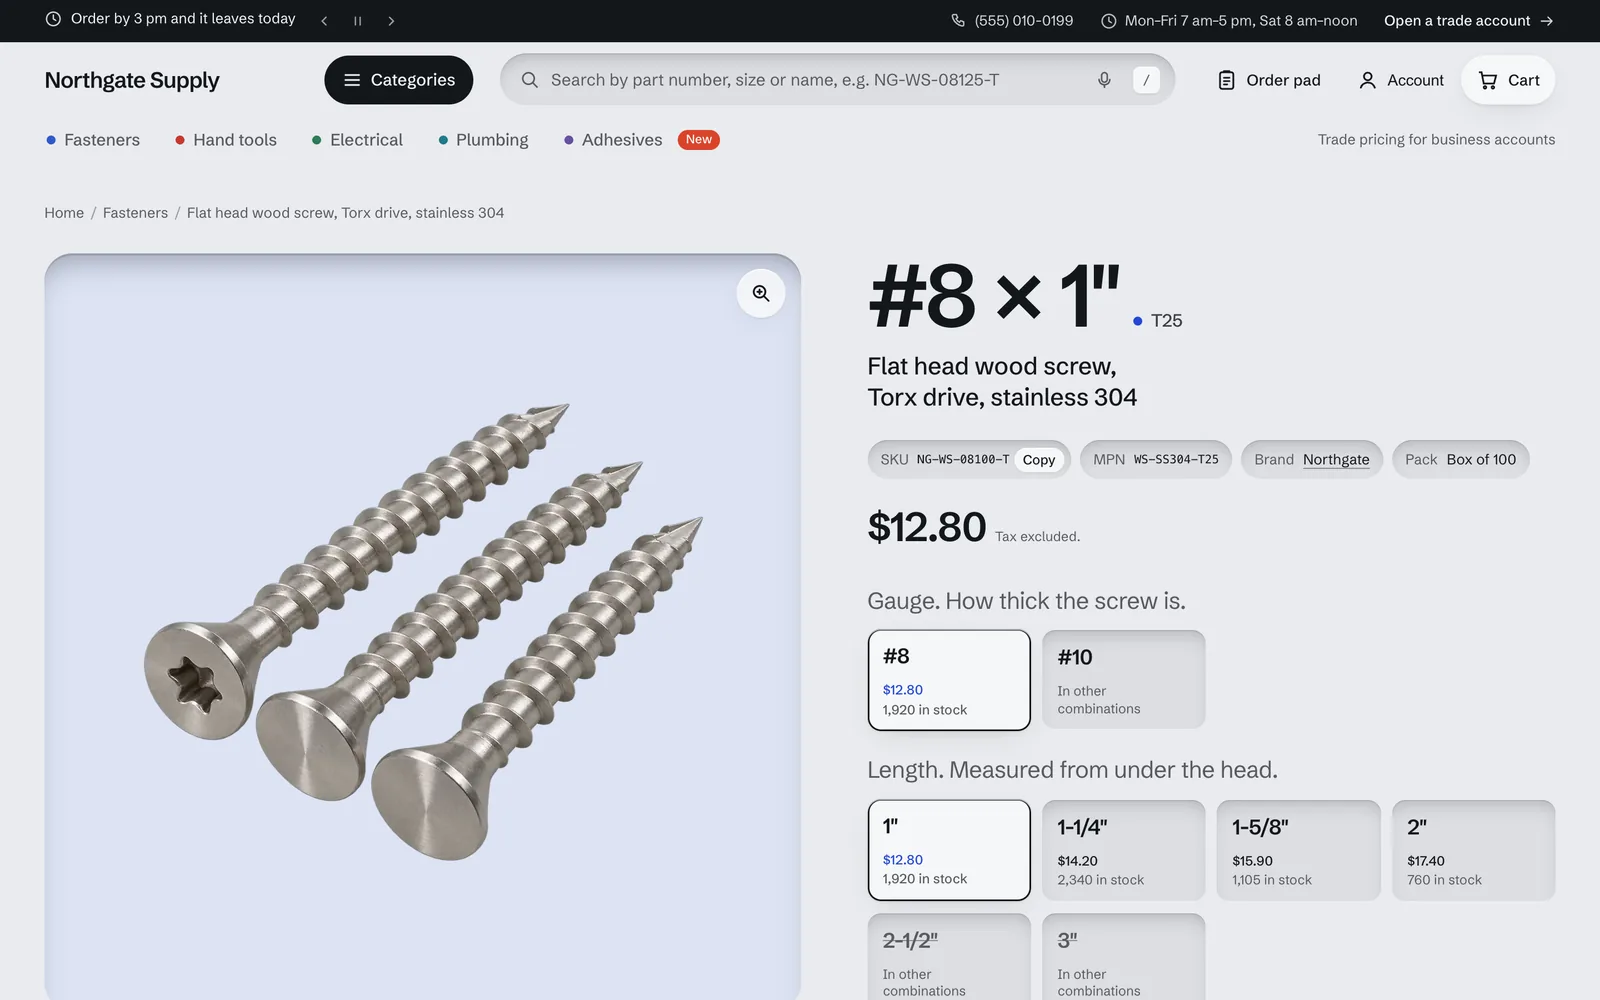 Order by 3 pm and it leaves today
(555) 010-0199
Mon–Fri 7 am–5 pm, Sat 8 am–noon
Open a trade account →
Northgate Supply
Categories
Search by part number, size or name, e.g. NG-WS-08125-T
/
Order pad
Account
Cart
Fasteners
Hand tools
Electrical
Plumbing
Adhesives
New
Trade pricing for business accounts
Home / Fasteners / Flat head wood screw, Torx drive, stainless 304
#8 × 1"
T25
Flat head wood screw,
Torx drive, stainless 304
SKU NG-WS-08100-T Copy
MPN WS-SS304-T25
Brand Northgate
Pack Box of 100
$12.80 Tax excluded.
Gauge. How thick the screw is.
#8
$12.80
1,920 in stock
#10
In other
combinations
Length. Measured from under the head.
1"
$12.80
1,920 in stock
1-1/4"
$14.20
2,340 in stock
1-5/8"
$15.90
1,105 in stock
2"
$17.40
760 in stock
2-1/2"
In other
combinations
3"
In other
combinations